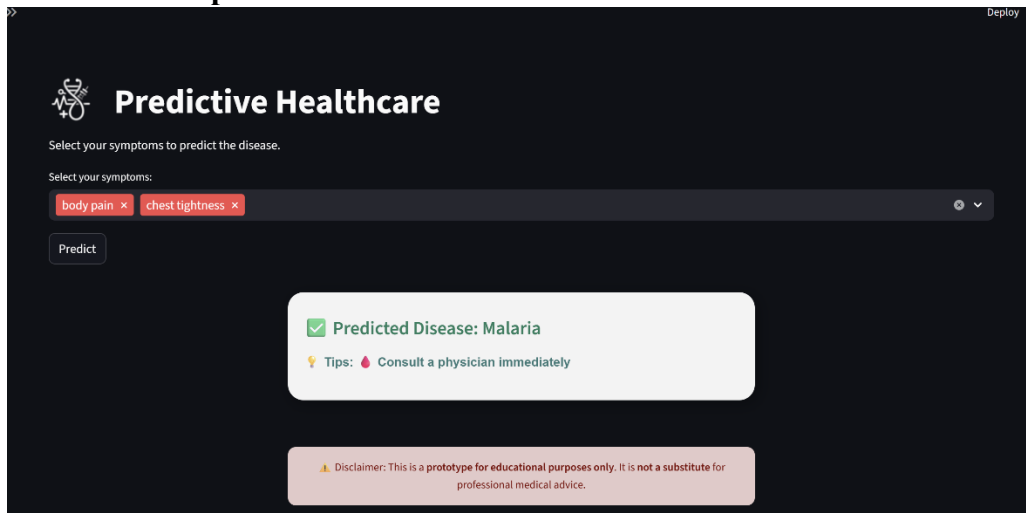 Deploy
Predictive Healthcare
Select your symptoms to predict the disease.
Select your symptoms:
body pain × chest tightness ×
Predict
✅ Predicted Disease: Malaria
💡 Tips: 🩸 Consult a physician immediately
⚠️ Disclaimer: This is a prototype for educational purposes only. It is not a substitute for
professional medical advice.